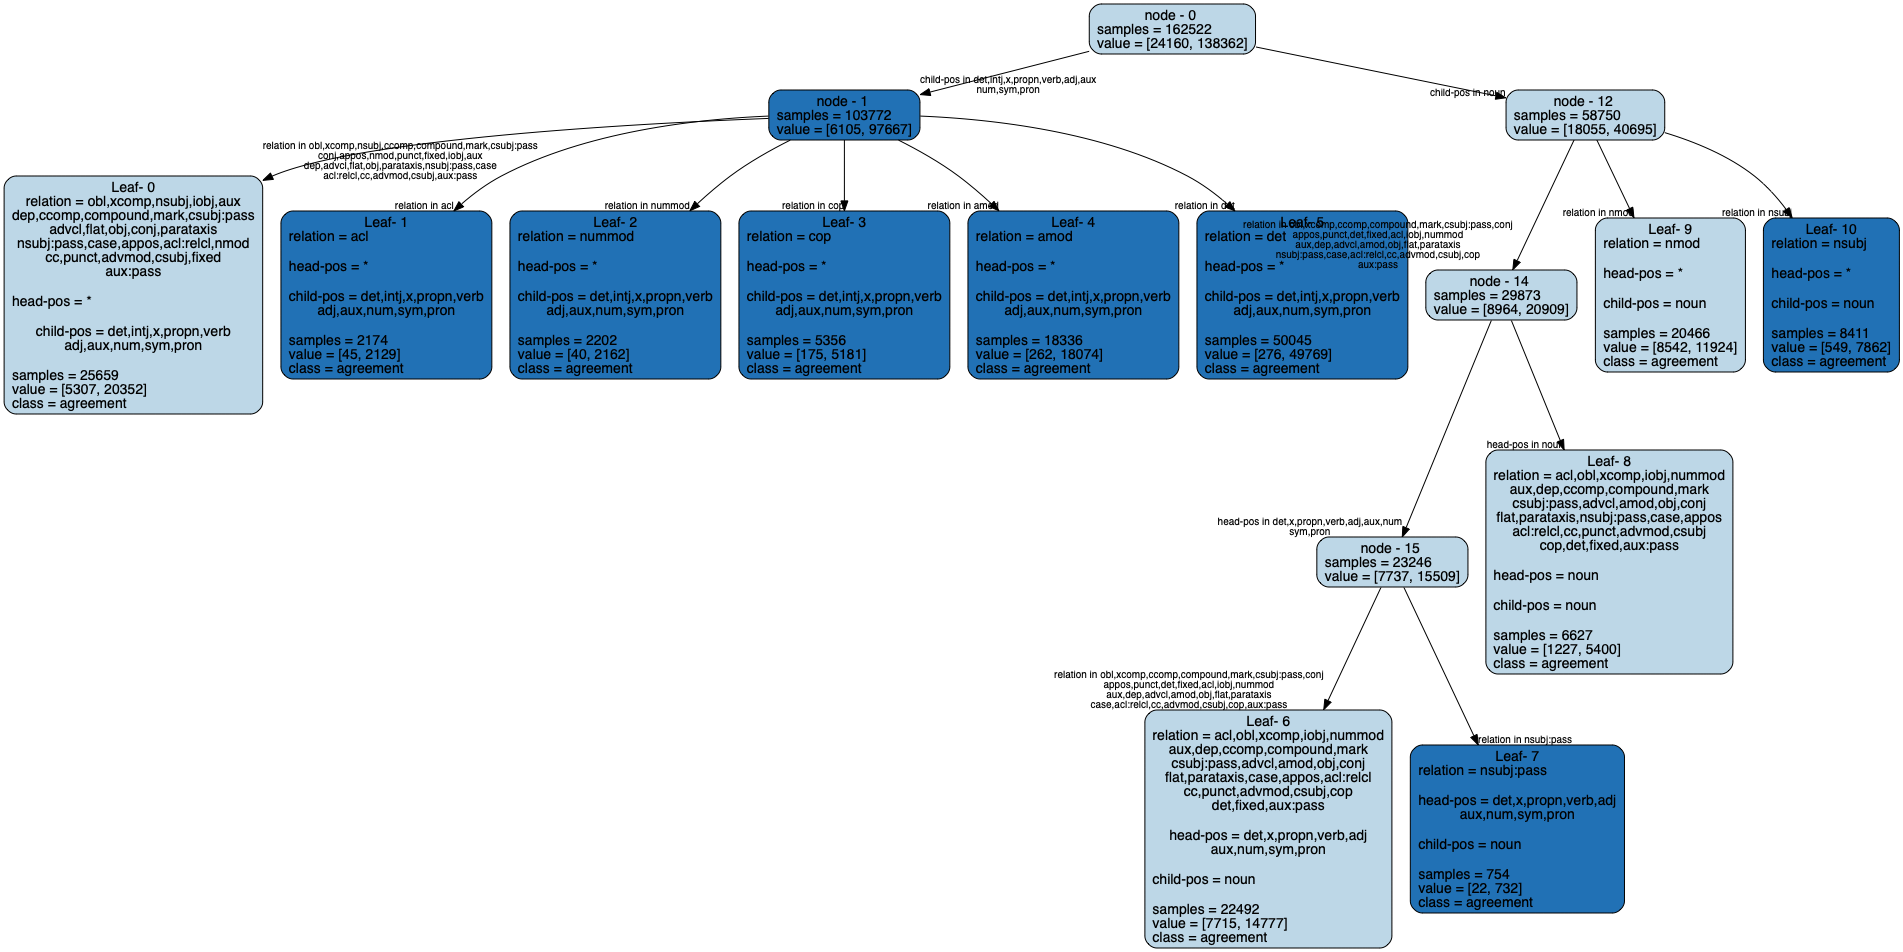 node - 0
samples = 162522
value = [24160, 138362]
child-pos in det,intj,x,propn,verb,adj,aux
num,sym,pron
child-pos in noun
node - 1
samples = 103772
value = [6105, 97667]
node - 12
samples = 58750
value = [18055, 40695]
relation in obl,xcomp,nsubj,ccomp,compound,mark,csubj:pass
conj,appos,nmod,punct,fixed,iobj,aux
dep,advcl,flat,obj,parataxis,nsubj:pass,case
acl:relcl,cc,advmod,csubj,aux:pass
Leaf- 0
relation = obl,xcomp,nsubj,iobj,aux
dep,ccomp,compound,mark,csubj:pass
advcl,flat,obj,conj,parataxis
nsubj:pass,case,appos,acl:relcl,nmod
cc,punct,advmod,csubj,fixed
aux:pass
head-pos = *
child-pos = det,intj,x,propn,verb
adj,aux,num,sym,pron
samples = 25659
value = [5307, 20352]
class = agreement
relation in acl
Leaf- 1
relation = acl
head-pos = *
child-pos = det,intj,x,propn,verb
adj,aux,num,sym,pron
samples = 2174
value = [45, 2129]
class = agreement
relation in nummod
Leaf- 2
relation = nummod
head-pos = *
child-pos = det,intj,x,propn,verb
adj,aux,num,sym,pron
samples = 2202
value = [40, 2162]
class = agreement
relation in cop
Leaf- 3
relation = cop
head-pos = *
child-pos = det,intj,x,propn,verb
adj,aux,num,sym,pron
samples = 5356
value = [175, 5181]
class = agreement
relation in amod
Leaf- 4
relation = amod
head-pos = *
child-pos = det,intj,x,propn,verb
adj,aux,num,sym,pron
samples = 18336
value = [262, 18074]
class = agreement
relation in det
Leaf- 5
relation = det
head-pos = *
child-pos = det,intj,x,propn,verb
adj,aux,num,sym,pron
samples = 50045
value = [276, 49769]
class = agreement
relation in obl,xcomp,ccomp,compound,mark,csubj:pass,conj
appos,punct,det,fixed,acl,iobj,nummod
aux,dep,advcl,amod,obj,flat,parataxis
nsubj:pass,case,acl:relcl,cc,advmod,csubj,cop
aux:pass
node - 14
samples = 29873
value = [8964, 20909]
relation in nmod
Leaf- 9
relation = nmod
head-pos = *
child-pos = noun
samples = 20466
value = [8542, 11924]
class = agreement
relation in nsubj
Leaf- 10
relation = nsubj
head-pos = *
child-pos = noun
samples = 8411
value = [549, 7862]
class = agreement
head-pos in noun
Leaf- 8
relation = acl,obl,xcomp,iobj,nummod
aux,dep,ccomp,compound,mark
csubj:pass,advcl,amod,obj,conj
flat,parataxis,nsubj:pass,case,appos
acl:relcl,cc,punct,advmod,csubj
cop,det,fixed,aux:pass
head-pos = noun
child-pos = noun
samples = 6627
value = [1227, 5400]
class = agreement
head-pos in det,x,propn,verb,adj,aux,num
sym,pron
node - 15
samples = 23246
value = [7737, 15509]
relation in obl,xcomp,ccomp,compound,mark,csubj:pass,conj
appos,punct,det,fixed,acl,iobj,nummod
aux,dep,advcl,amod,obj,flat,parataxis
case,acl:relcl,cc,advmod,csubj,cop,aux:pass
Leaf- 6
relation = acl,obl,xcomp,iobj,nummod
aux,dep,ccomp,compound,mark
csubj:pass,advcl,amod,obj,conj
flat,parataxis,case,appos,acl:relcl
cc,punct,advmod,csubj,cop
det,fixed,aux:pass
head-pos = det,x,propn,verb,adj
aux,num,sym,pron
child-pos = noun
samples = 22492
value = [7715, 14777]
class = agreement
relation in nsubj:pass
Leaf- 7
relation = nsubj:pass
head-pos = det,x,propn,verb,adj
aux,num,sym,pron
child-pos = noun
samples = 754
value = [22, 732]
class = agreement